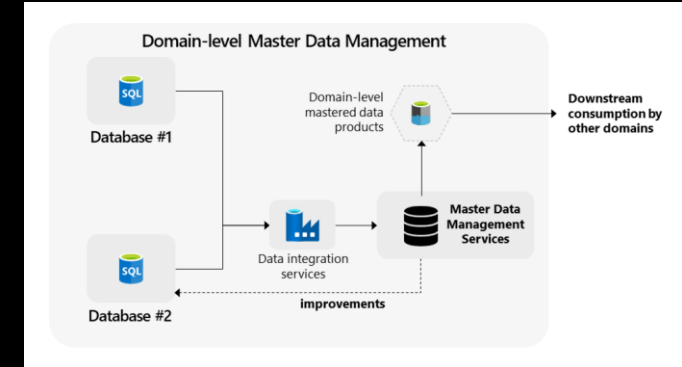 Domain-level Master Data Management
SQL
Database #1
Domain-level
mastered data
products
Downstream
consumption by
other domains
Master Data
Management
Services
Data integration
services
SQL
improvements
Database #2